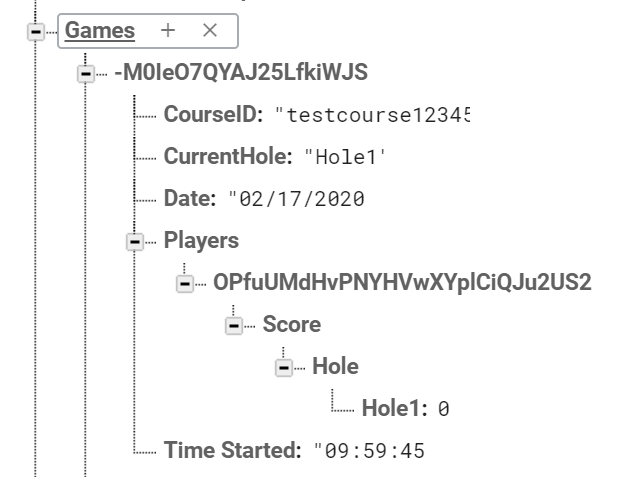 Games + ×
-M0IeO7QYAJ25LfkiWJS
CourseID: "testcourse12345
CurrentHole: "Hole1'
Date: "02/17/2020
Players
OPfuUMdHvPNYHVwXYplCiQJu2US2
Score
Hole
Hole1: 0
Time Started: "09:59:45